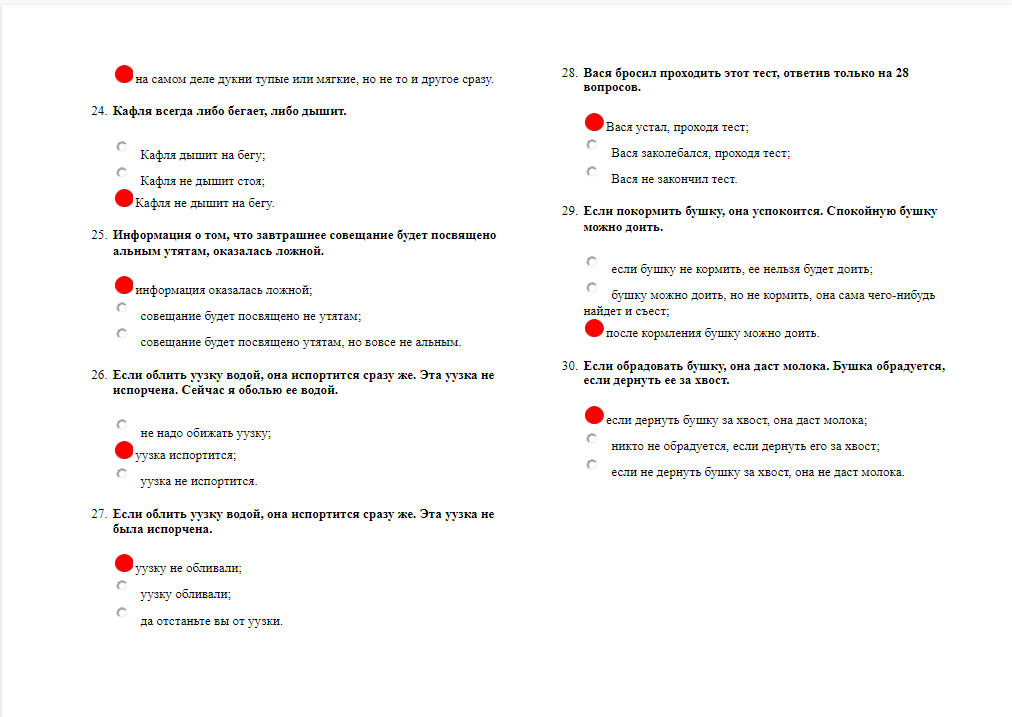 на самом деле дукни тупые или мягкие, но не то и другое сразу.
24. Кафля всегда либо бегает, либо дышит.
Кафля дышит на бегу;
Кафля не дышит стоя;
Кафля не дышит на бегу.
25. Информация о том, что завтрашнее совещание будет посвящено
альным утятам, оказалась ложной.
информация оказалась ложной;
совещание будет посвящено не утятам;
совещание будет посвящено утятам, но вовсе не альным.
26. Если облить уузку водой, она испортится сразу же. Эта уузка не
испорчена. Сейчас я оболью ее водой.
не надо обижать уузку;
уузка испортится;
уузка не испортится.
27. Если облить уузку водой, она испортится сразу же. Эта уузка не
была испорчена.
уузку не обливали;
уузку обливали;
да отстаньте вы от уузки.
28. Вася бросил проходить этот тест, ответив только на 28
вопросов.
Вася устал, проходя тест;
Вася заколебался, проходя тест;
Вася не закончил тест.
29. Если покормить бушку, она успокоится. Спокойную бушку
можно доить.
если бушку не кормить, ее нельзя будет доить;
бушку можно доить, но не кормить, она сама чего-нибудь
найдет и съест;
после кормления бушку можно доить.
30. Если обрадовать бушку, она даст молока. Бушка обрадуется,
если дернуть ее за хвост.
если дернуть бушку за хвост, она даст молока;
никто не обрадуется, если дернуть его за хвост;
если не дернуть бушку за хвост, она не даст молока.